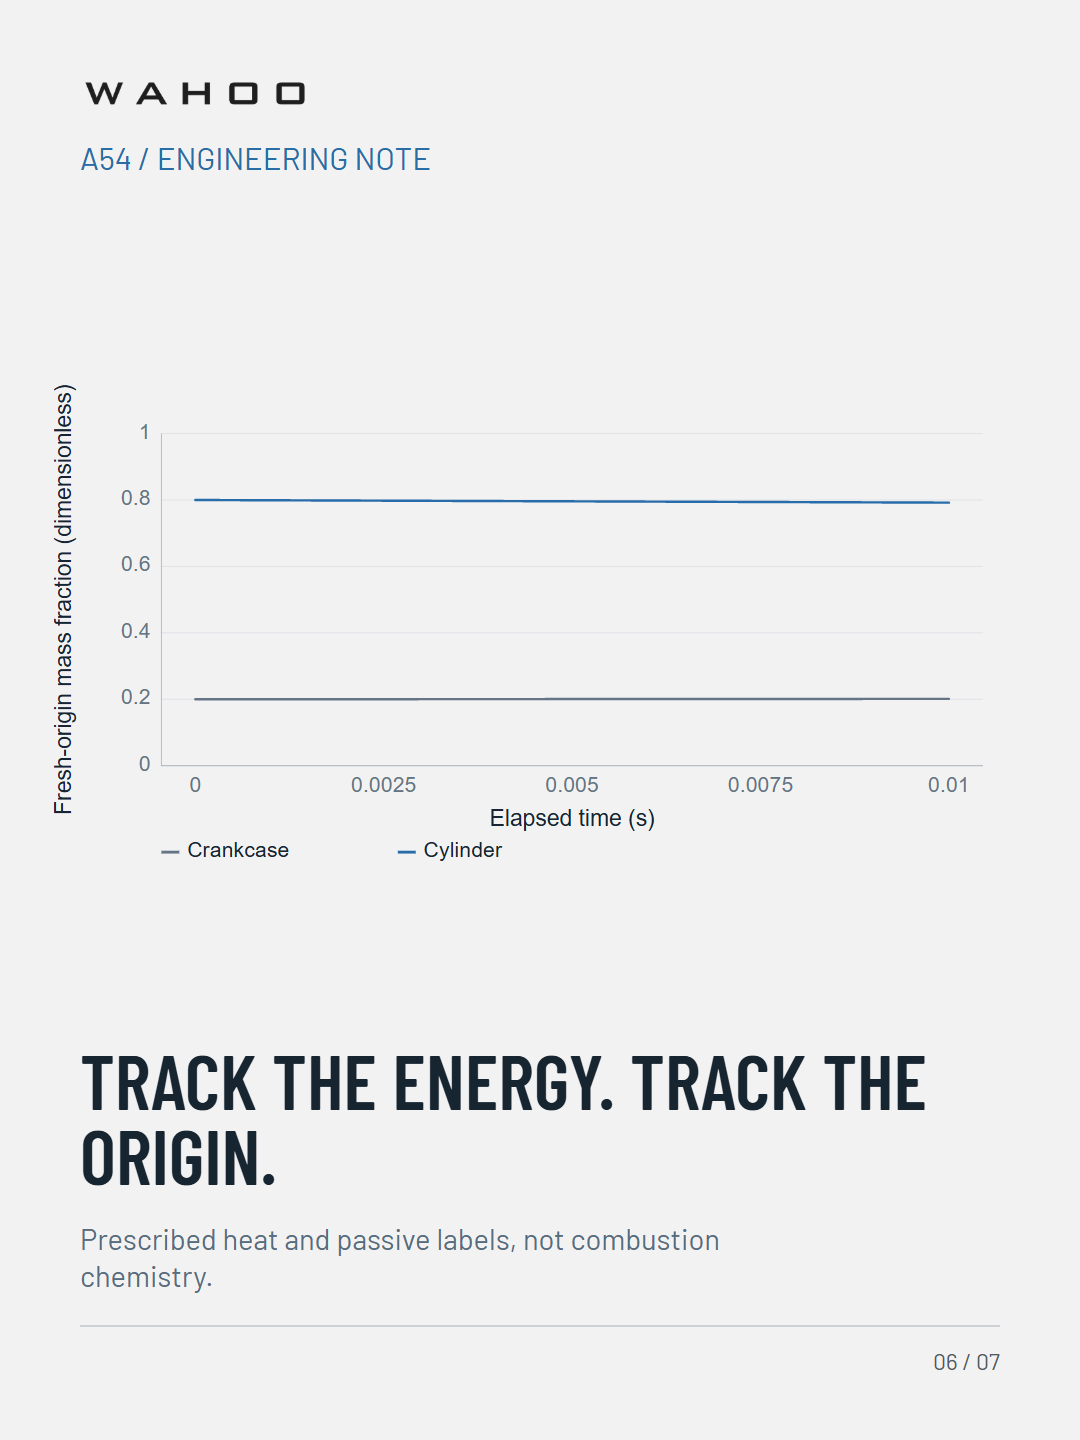 WAHOO
A54 / ENGINEERING NOTE
Fresh-origin mass fraction (dimensionless)
1
0.8
0.6
0.4
0.2
0
0 0.0025 0.005 0.0075 0.01
Elapsed time (s)
Crankcase Cylinder
TRACK THE ENERGY. TRACK THE
ORIGIN.
Prescribed heat and passive labels, not combustion
chemistry.
06 / 07